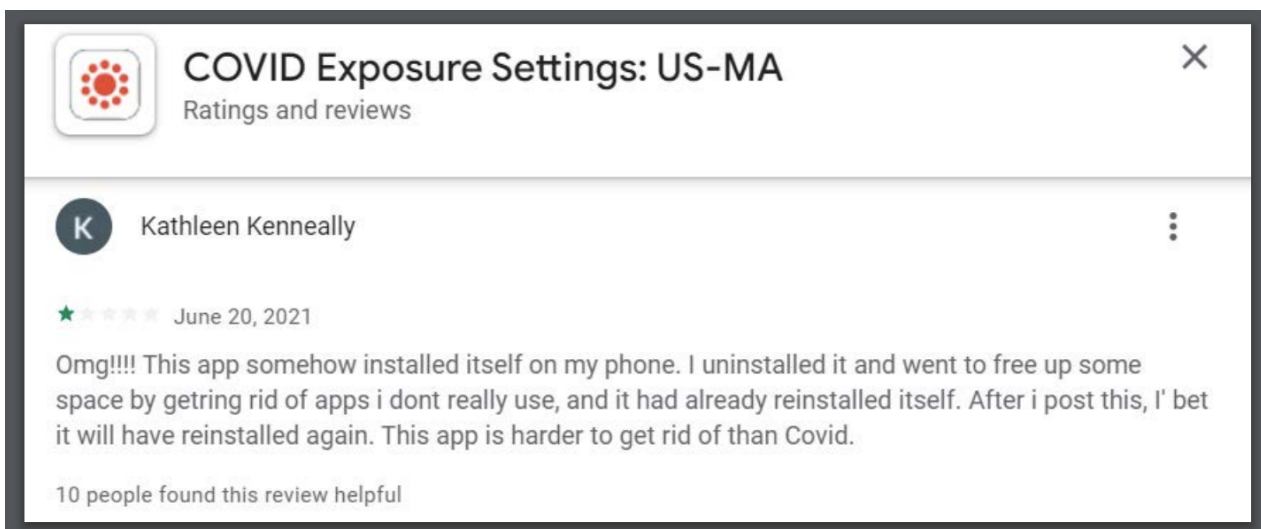 COVID Exposure Settings: US-MA
Ratings and reviews
K
Kathleen Kenneally
June 20, 2021
Omg!!!! This app somehow installed itself on my phone. I uninstalled it and went to free up some
space by getring rid of apps i dont really use, and it had already reinstalled itself. After i post this, I' bet
it will have reinstalled again. This app is harder to get rid of than Covid.
10 people found this review helpful